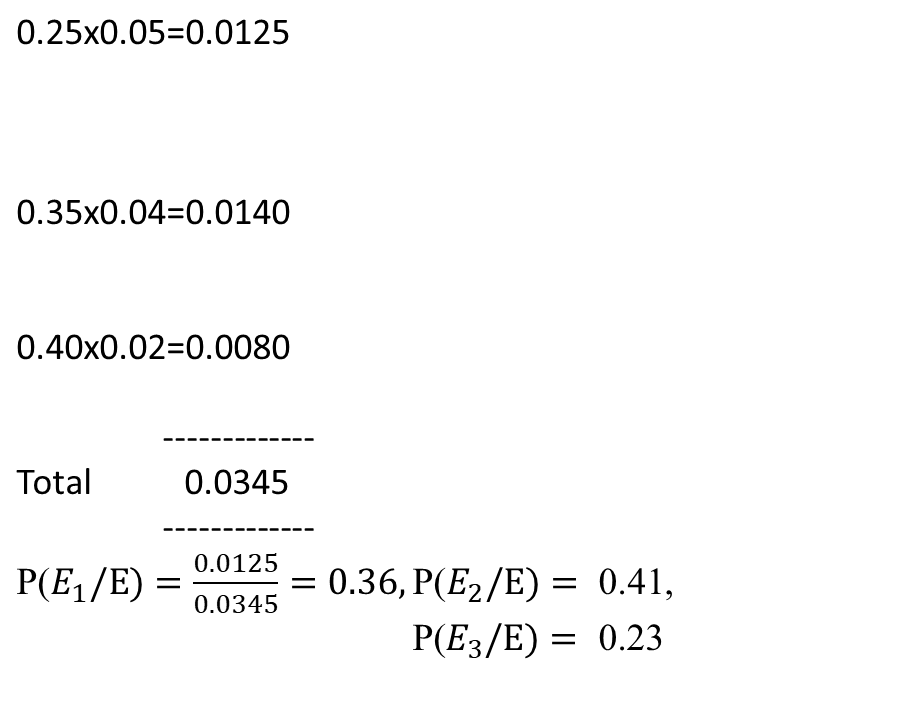 0.25x0.05=0.0125
0.35x0.04=0.0140
0.40x0.02=0.0080
-------------
Total 0.0345
-------------
P(E₁/E) = 0.0125/0.0345 = 0.36, P(E₂/E) = 0.41,
P(E₃/E) = 0.23